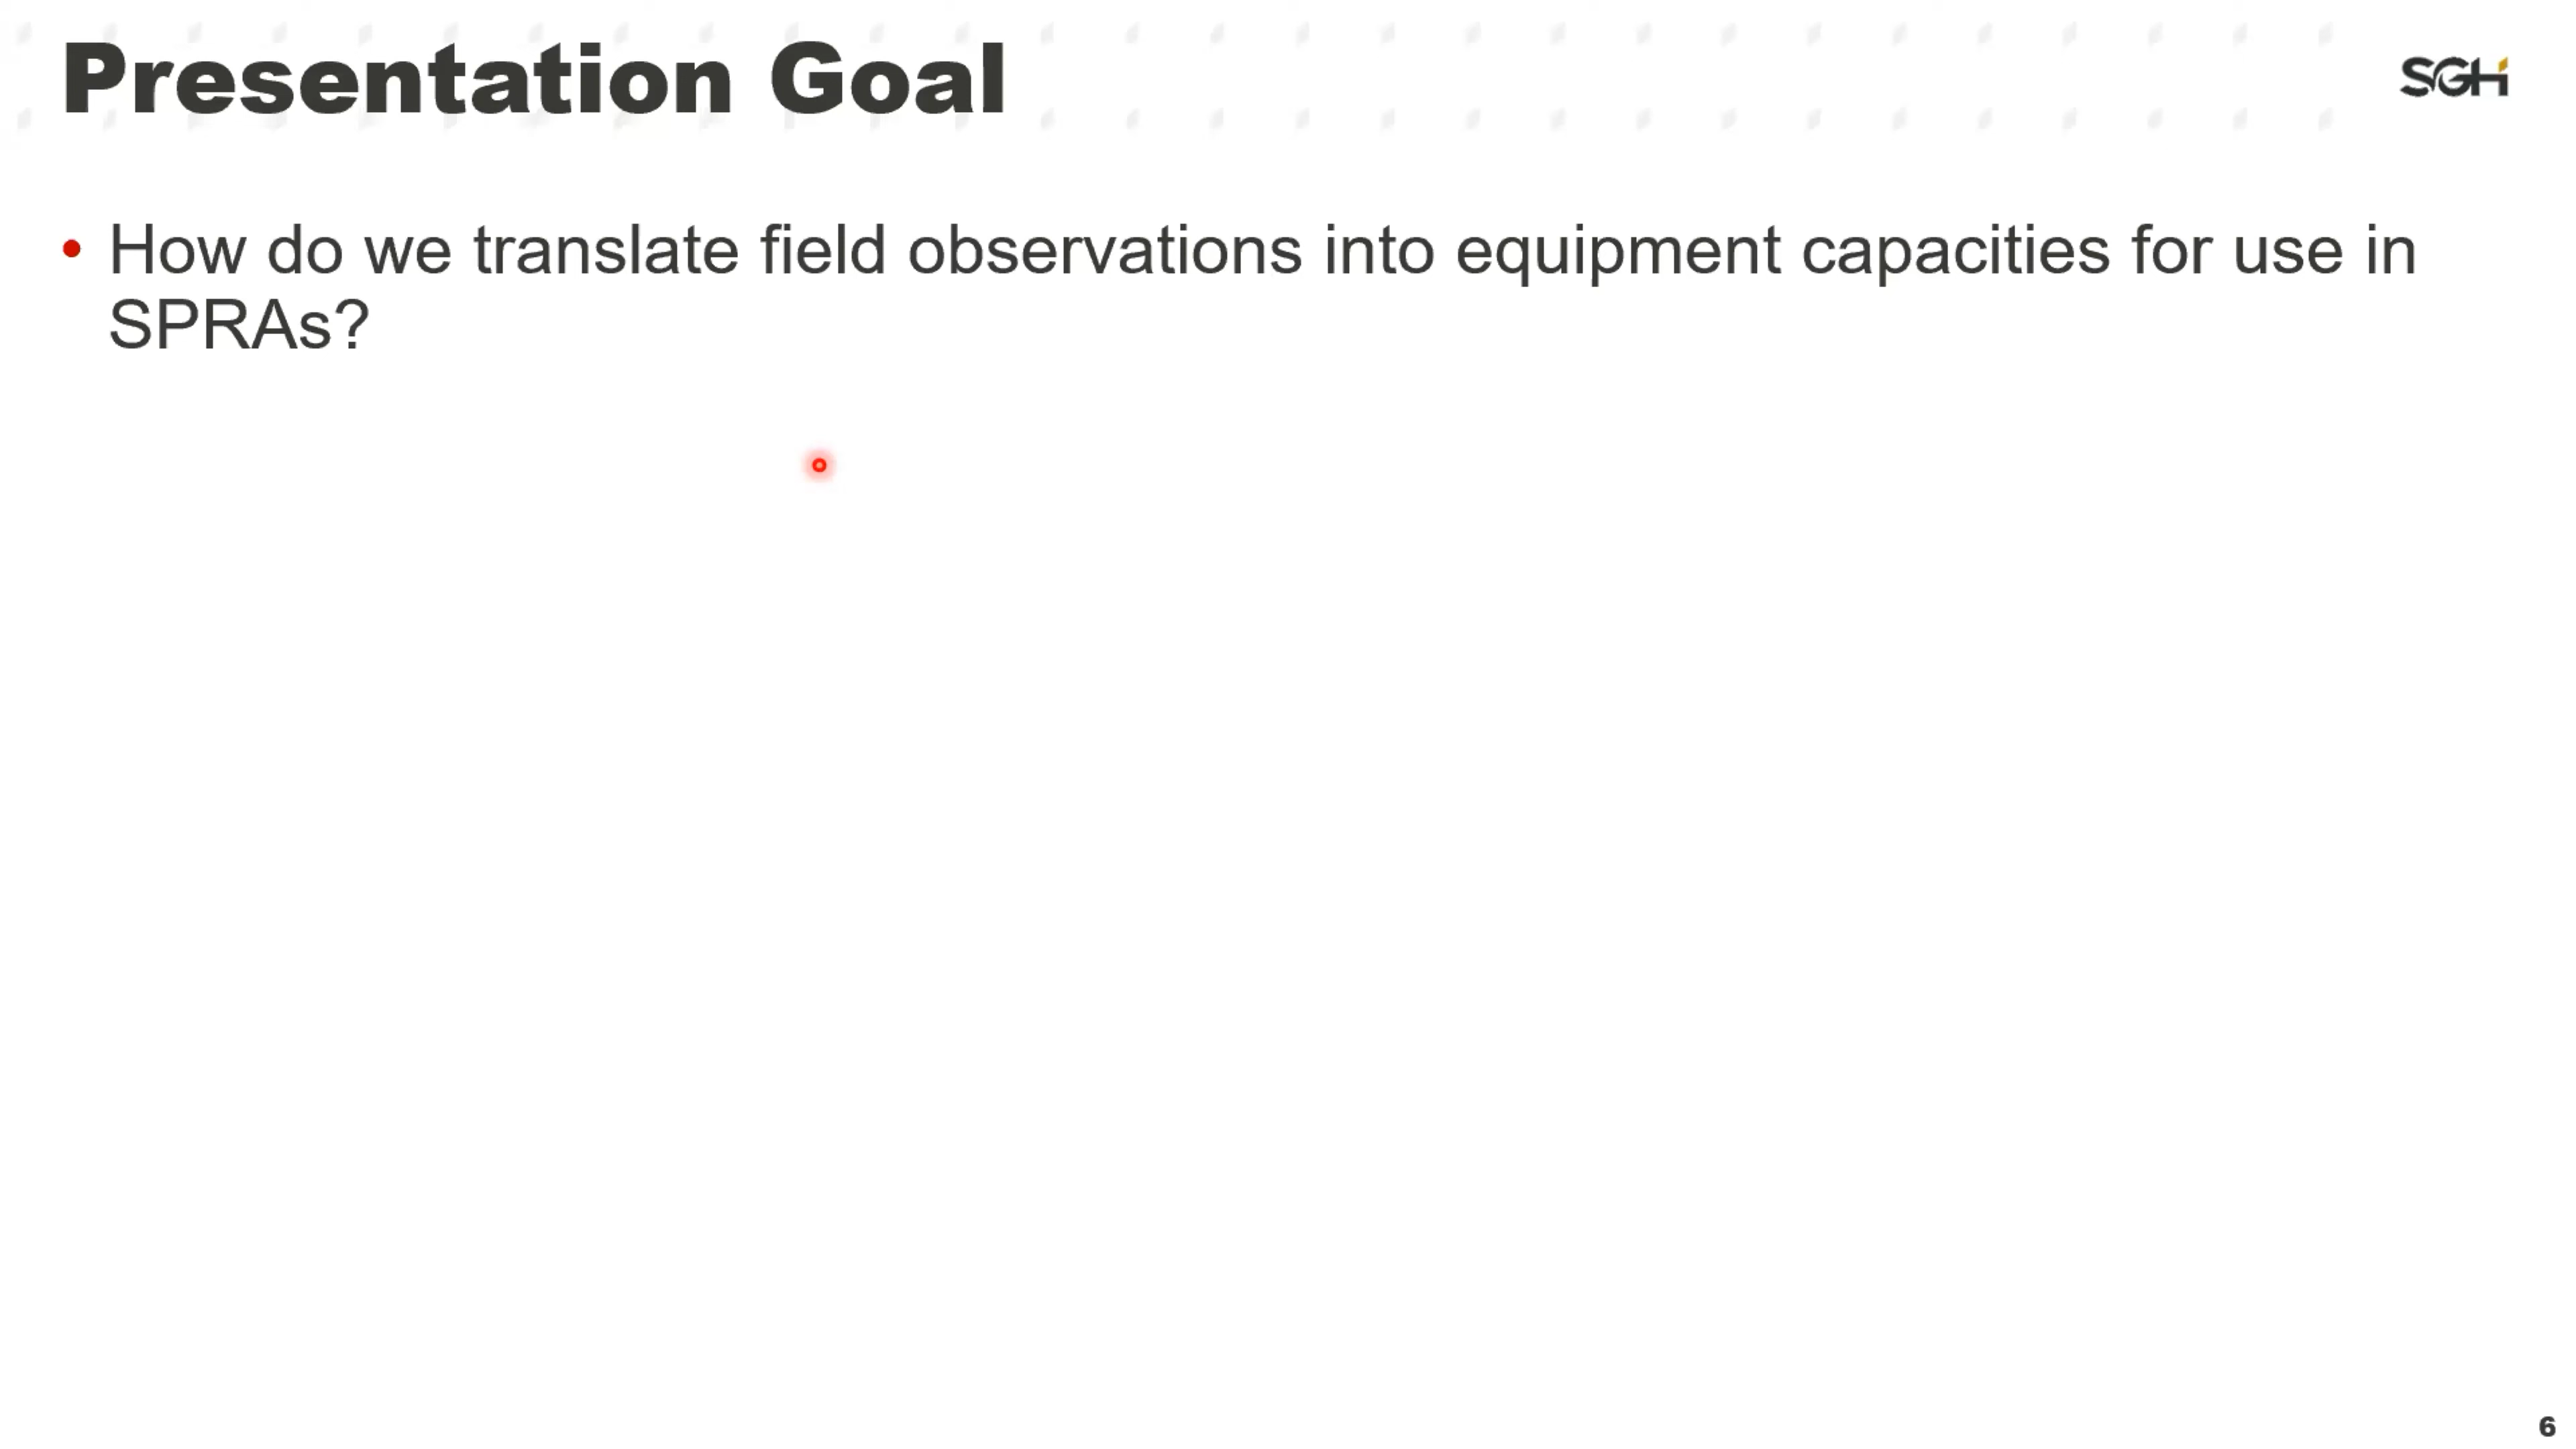 Presentation Goal
SGH
• How do we translate field observations into equipment capacities for use in
SPRAs?
6